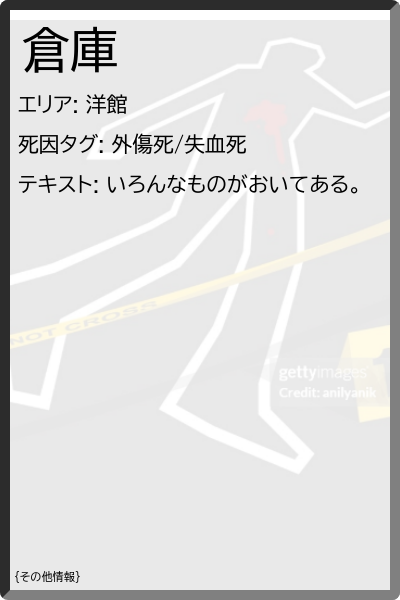 倉庫
エリア: 洋館
死因タグ: 外傷死/失血死
テキスト: いろんなものがおいてある。
NOT CROSS
gettyimages
Credit: anilyanik
{その他情報}